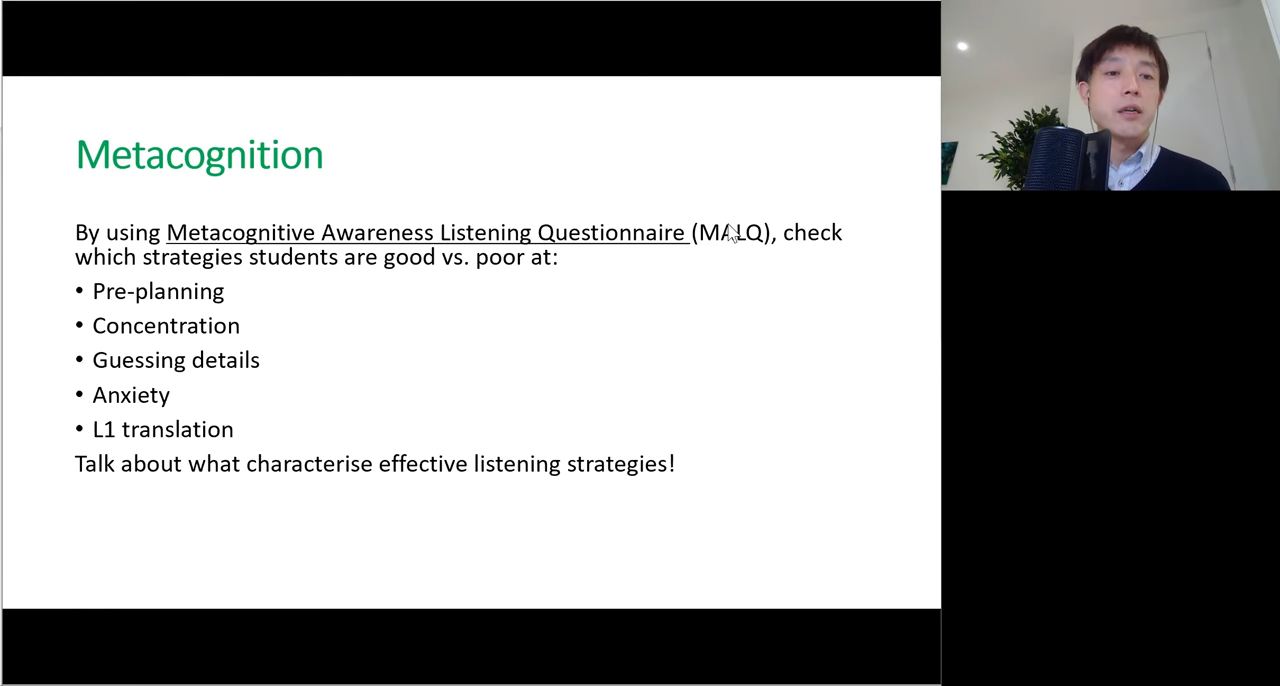 Metacognition
By using Metacognitive Awareness Listening Questionnaire (MALQ), check
which strategies students are good vs. poor at:
• Pre-planning
• Concentration
• Guessing details
• Anxiety
• L1 translation
Talk about what characterise effective listening strategies!